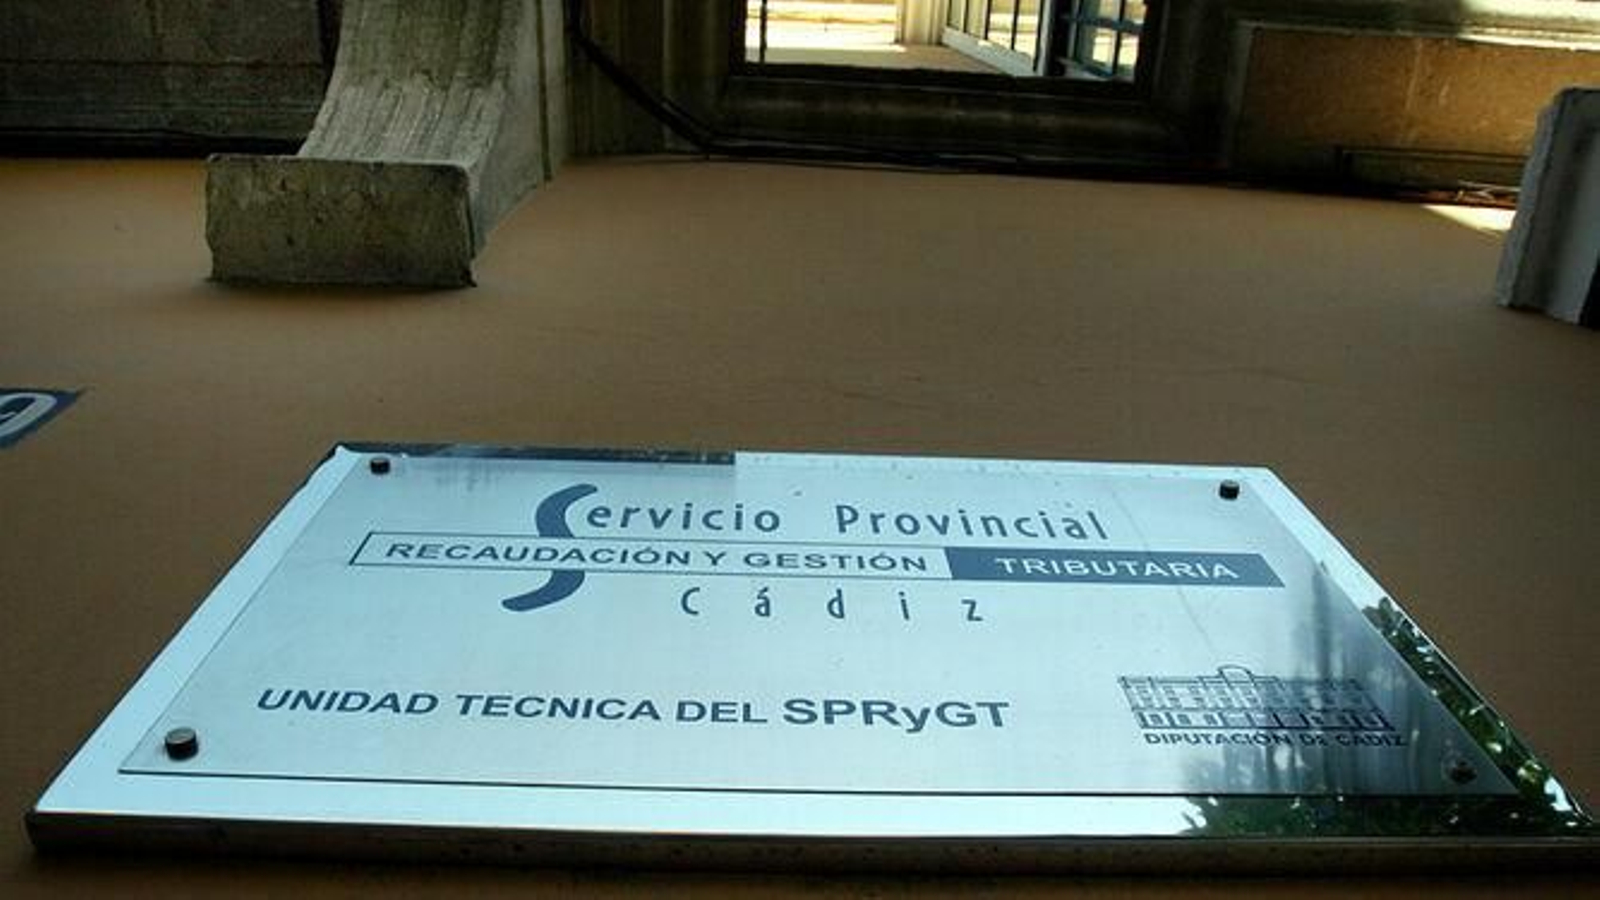 Servicio Provincial
RECAUDACIÓN Y GESTIÓN TRIBUTARIA
Cádiz
UNIDAD TECNICA DEL SPRyGT
DIPUTACIÓN DE CÁDIZ